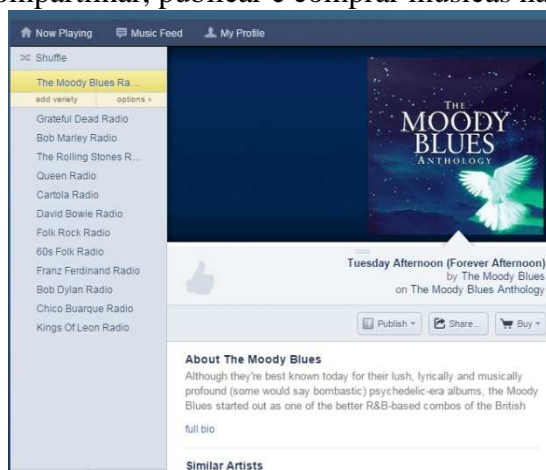 compartilhar, publicar e comprar músicas na
Now Playing Music Feed My Profile
Shuffle
The Moody Blues Ra...
add variety options
Grateful Dead Radio
Bob Marley Radio
The Rolling Stones R...
Queen Radio
Cartola Radio
David Bowie Radio
Folk Rock Radio
60s Folk Radio
Franz Ferdinand Radio
Bob Dylan Radio
Chico Buarque Radio
Kings Of Leon Radio
THE
MOODY
BLUES
ANTHOLOGY
Tuesday Afternoon (Forever Afternoon)
by The Moody Blues
on The Moody Blues Anthology
Publish Share... Buy
About The Moody Blues
Although they're best known today for their lush, lyrically and musically
profound (some would say bombastic) psychedelic-era albums, the Moody
Blues started out as one of the better R&B-based combos of the British
full bio
Similar Artists